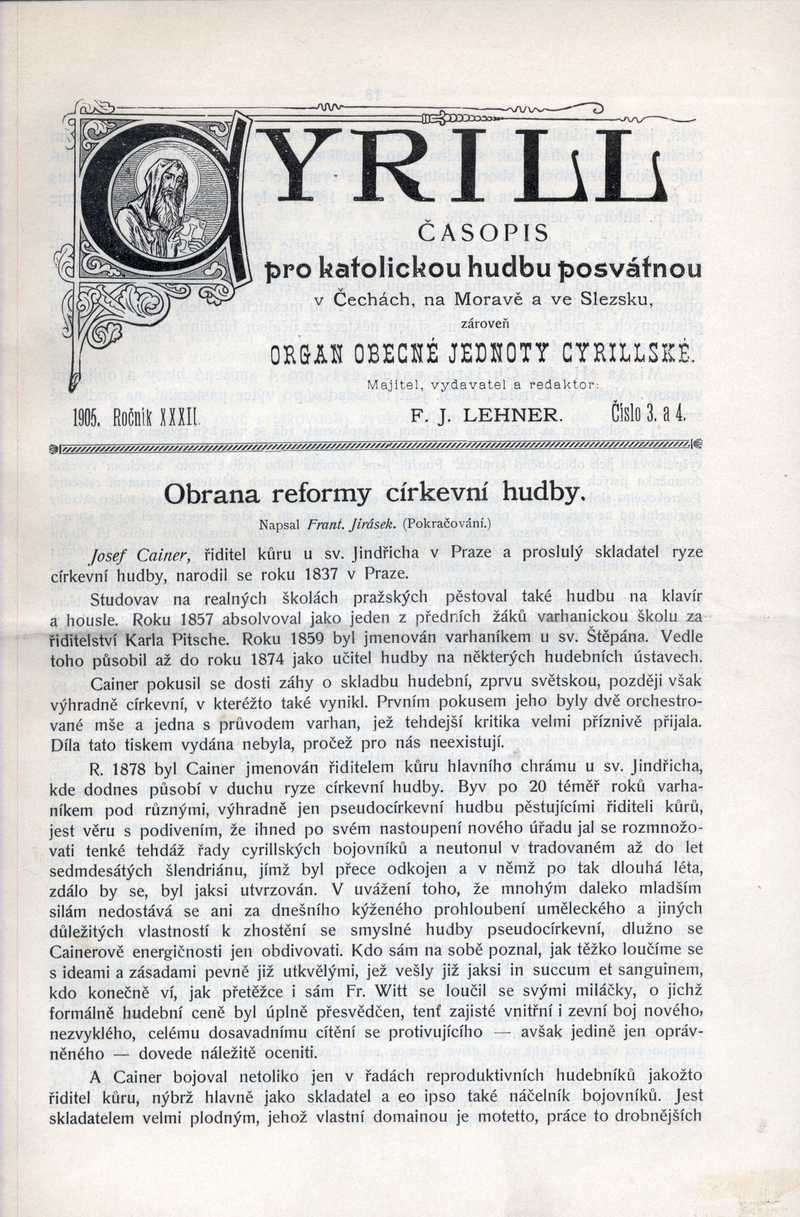 CYRILL
ČASOPIS
pro katolickou hudbu posvátnou
v Čechách, na Moravě a ve Slezsku,
zároveň
ORGAN OBECNÉ JEDNOTY CYRILLSKÉ.
Majitel, vydavatel a redaktor:
1905. Ročník XXXII. F. J. LEHNER. Číslo 3. a 4.
Obrana reformy církevní hudby.
Napsal Frant. Jirásek. (Pokračování.)
Josef Cainer, řiditel kůru u sv. Jindřicha v Praze a proslulý skladatel ryze
církevní hudby, narodil se roku 1837 v Praze.
Studovav na realných školách pražských pěstoval také hudbu na klavír
a housle. Roku 1857 absolvoval jako jeden z předních žáků varhanickou školu za
řiditelství Karla Pitsche. Roku 1859 byl jmenován varhaníkem u sv. Štěpána. Vedle
toho působil až do roku 1874 jako učitel hudby na některých hudebních ústavech.
Cainer pokusil se dosti záhy o skladbu hudební, zprvu světskou, později však
výhradně církevní, v kteréžto také vynikl. Prvním pokusem jeho byly dvě orchestro-
vané mše a jedna s průvodem varhan, jež tehdejší kritika velmi příznivě přijala.
Díla tato tiskem vydána nebyla, pročež pro nás neexistují.
R. 1878 byl Cainer jmenován řiditelem kůru hlavního chrámu u sv. Jindřicha,
kde dodnes působí v duchu ryze církevní hudby. Byv po 20 téměř roků varha-
níkem pod různými, výhradně jen pseudocírkevní hudbu pěstujícími řiditeli kůrů,
jest věru s podivením, že ihned po svém nastoupení nového úřadu jal se rozmnožo-
vati tenké tehdáž řady cyrillských bojovníků a neutonul v tradovaném až do let
sedmdesátých šlendriánu, jímž byl přece odkojen a v němž po tak dlouhá léta,
zdálo by se, byl jaksi utvrzován. V uvážení toho, že mnohým daleko mladším
silám nedostává se ani za dnešního kýženého prohloubení uměleckého a jiných
důležitých vlastností k zhostění se smyslné hudby pseudocírkevní, dlužno se
Cainerově energičnosti jen obdivovati. Kdo sám na sobě poznal, jak těžko loučíme se
s ideami a zásadami pevně již utkvělými, jež vešly již jaksi in succum et sanguinem,
kdo konečně ví, jak přetěžce i sám Fr. Witt se loučil se svými miláčky, o jichž
formálně hudební ceně byl úplně přesvědčen, tenť zajisté vnitřní i zevní boj nového,
nezvyklého, celému dosavadnímu cítění se protivujícího — avšak jedině jen opráv-
něného — dovede náležitě oceniti.
A Cainer bojoval netoliko jen v řadách reproduktivních hudebníků jakožto
řiditel kůru, nýbrž hlavně jako skladatel a eo ipso také náčelník bojovníků. Jest
skladatelem velmi plodným, jehož vlastní domainou je motetto, práce to drobnějších